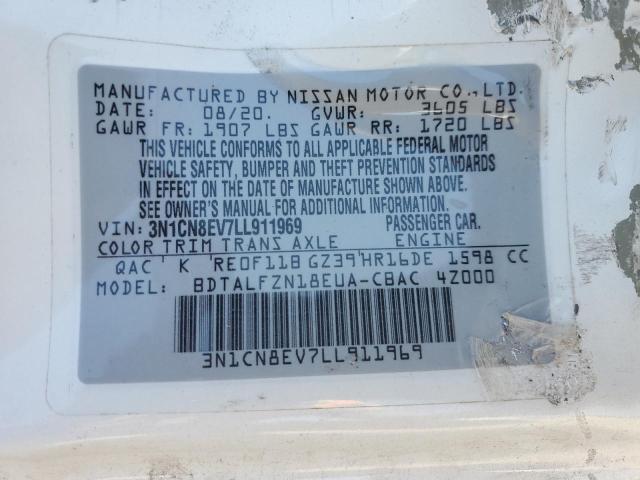 MANUFACTURED BY NISSAN MOTOR CO., LTD.
DATE: 08/20. GVWR: 3605 LBS
GAWR FR: 1907 LBS GAWR RR: 1720 LBS
THIS VEHICLE CONFORMS TO ALL APPLICABLE FEDERAL MOTOR
VEHICLE SAFETY, BUMPER AND THEFT PREVENTION STANDARDS
IN EFFECT ON THE DATE OF MANUFACTURE SHOWN ABOVE.
SEE OWNER'S MANUAL FOR ADDITIONAL INFORMATION.
VIN: 3N1CN8EV7LL911969 PASSENGER CAR.
COLOR TRIM TRANS AXLE ENGINE
QAC K RE0F11B GZ39 HR16DE 1598 CC
MODEL: BDTALFZN18EUA-CBAC 4Z000
3N1CN8EV7LL911969